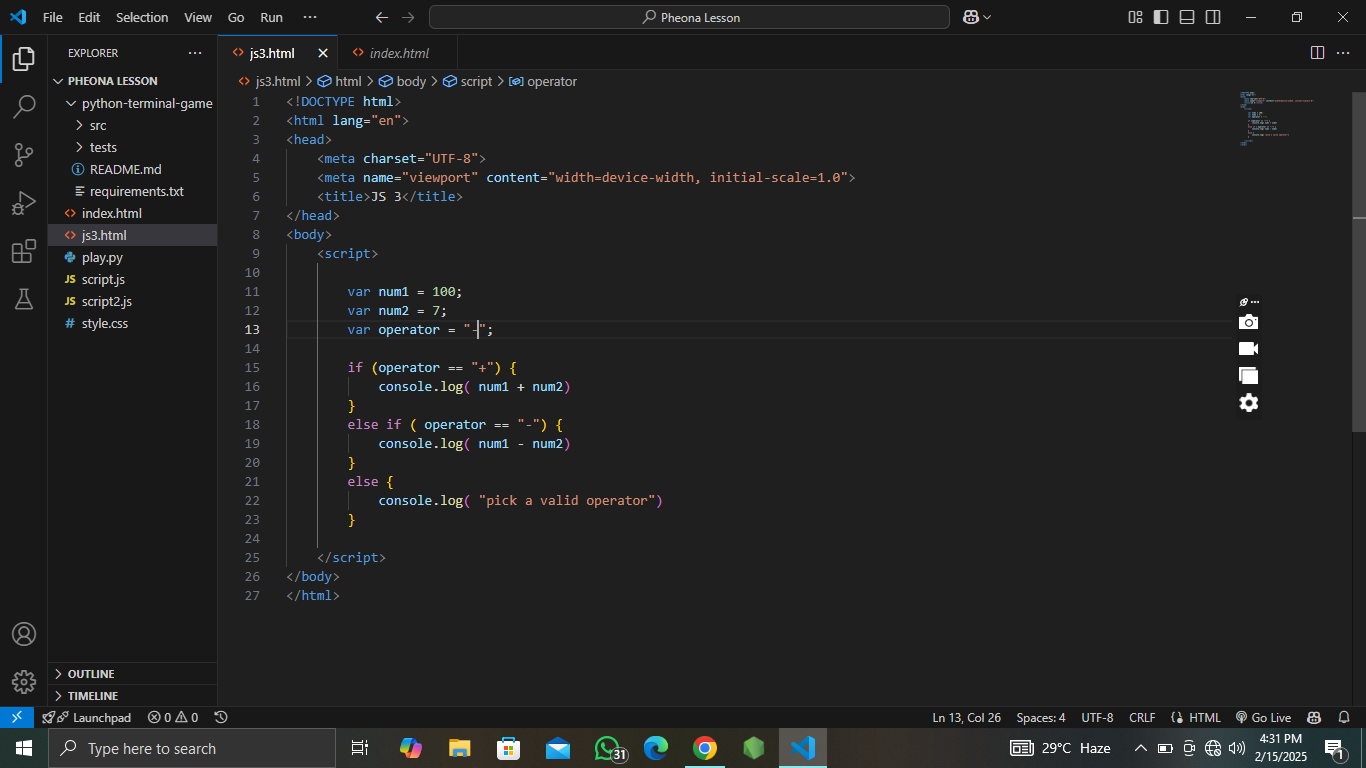 File Edit Selection View Go Run ··· Pheona Lesson
EXPLORER ···
PHEONA LESSON
python-terminal-game
src
tests
README.md
requirements.txt
index.html
js3.html
play.py
JS script.js
JS script2.js
# style.css
OUTLINE
TIMELINE
js3.html index.html
js3.html > html > body > script > operator
1 <!DOCTYPE html>
2 <html lang="en">
3 <head>
4 <meta charset="UTF-8">
5 <meta name="viewport" content="width=device-width, initial-scale=1.0">
6 <title>JS 3</title>
7 </head>
8 <body>
9 <script>
10
11 var num1 = 100;
12 var num2 = 7;
13 var operator = "-";
14
15 if (operator == "+") {
16 console.log( num1 + num2)
17 }
18 else if ( operator == "-") {
19 console.log( num1 - num2)
20 }
21 else {
22 console.log( "pick a valid operator")
23 }
24
25 </script>
26 </body>
27 </html>
Launchpad 0 0 Ln 13, Col 26 Spaces: 4 UTF-8 CRLF HTML Go Live
Type here to search 31 29°C Haze 4:31 PM
2/15/2025 1